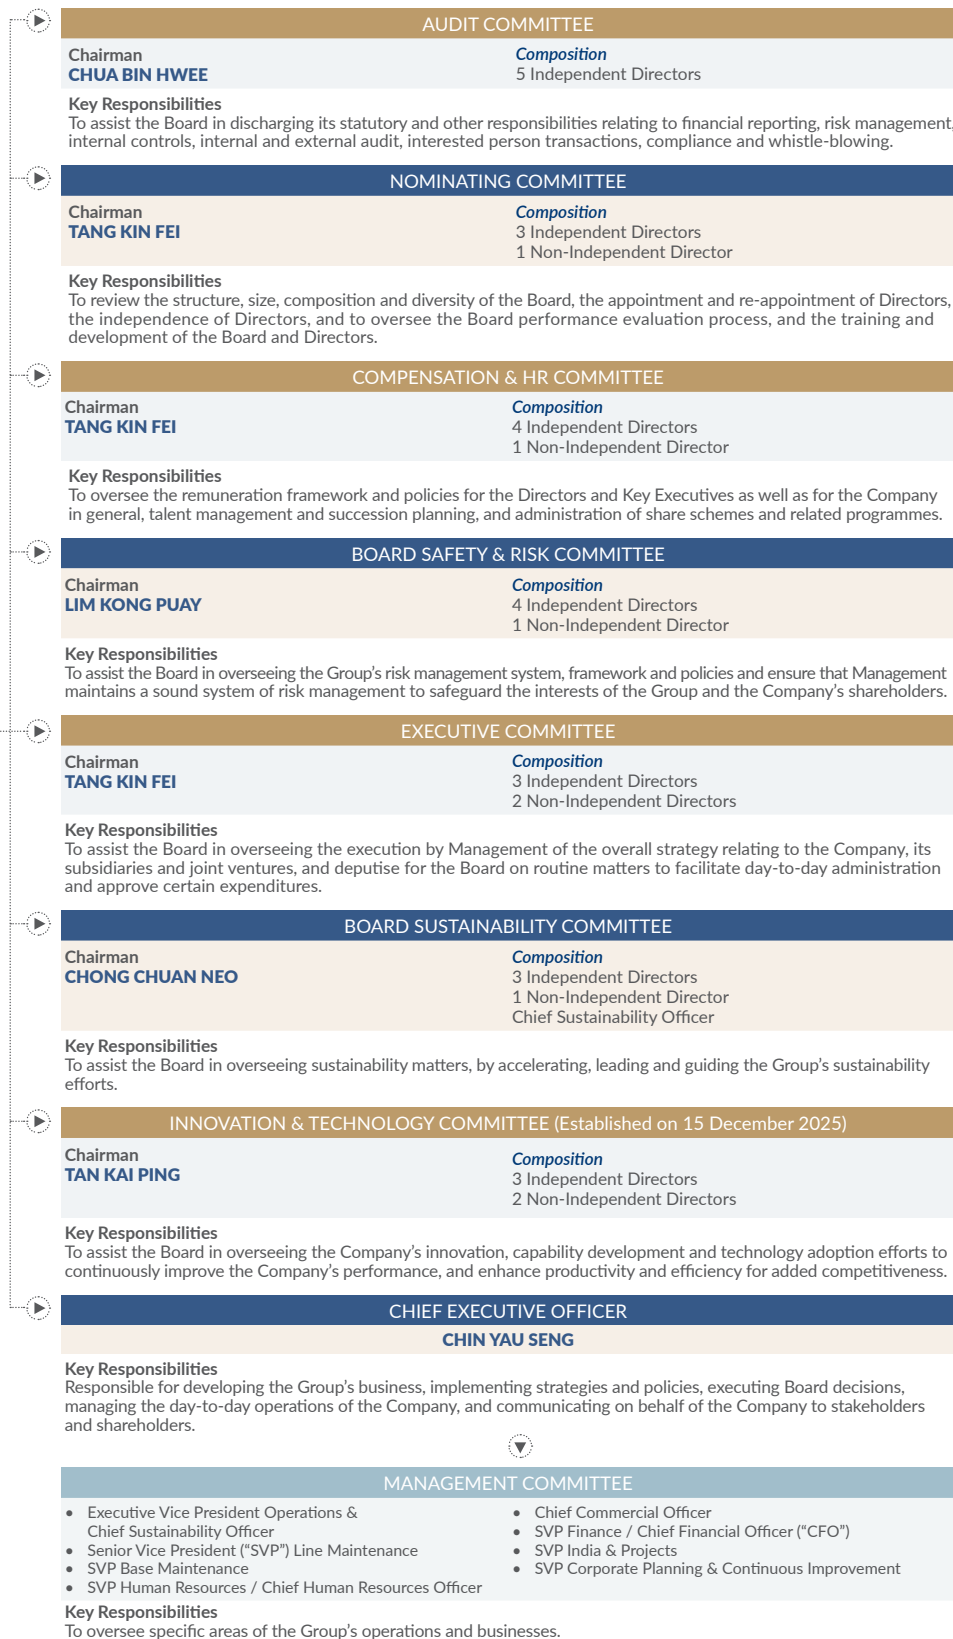 AUDIT COMMITTEE
Chairman
CHUA BIN HWEE
Composition
5 Independent Directors
Key Responsibilities
To assist the Board in discharging its statutory and other responsibilities relating to financial reporting, risk management,
internal controls, internal and external audit, interested person transactions, compliance and whistle-blowing.
NOMINATING COMMITTEE
Chairman
TANG KIN FEI
Composition
3 Independent Directors
1 Non-Independent Director
Key Responsibilities
To review the structure, size, composition and diversity of the Board, the appointment and re-appointment of Directors,
the independence of Directors, and to oversee the Board performance evaluation process, and the training and
development of the Board and Directors.
COMPENSATION & HR COMMITTEE
Chairman
TANG KIN FEI
Composition
4 Independent Directors
1 Non-Independent Director
Key Responsibilities
To oversee the remuneration framework and policies for the Directors and Key Executives as well as for the Company
in general, talent management and succession planning, and administration of share schemes and related programmes.
BOARD SAFETY & RISK COMMITTEE
Chairman
LIM KONG PUAY
Composition
4 Independent Directors
1 Non-Independent Director
Key Responsibilities
To assist the Board in overseeing the Group's risk management system, framework and policies and ensure that Management
maintains a sound system of risk management to safeguard the interests of the Group and the Company's shareholders.
EXECUTIVE COMMITTEE
Chairman
TANG KIN FEI
Composition
3 Independent Directors
2 Non-Independent Directors
Key Responsibilities
To assist the Board in overseeing the execution by Management of the overall strategy relating to the Company, its
subsidiaries and joint ventures, and deputise for the Board on routine matters to facilitate day-to-day administration
and approve certain expenditures.
BOARD SUSTAINABILITY COMMITTEE
Chairman
CHONG CHUAN NEO
Composition
3 Independent Directors
1 Non-Independent Director
Chief Sustainability Officer
Key Responsibilities
To assist the Board in overseeing sustainability matters, by accelerating, leading and guiding the Group's sustainability
efforts.
INNOVATION & TECHNOLOGY COMMITTEE (Established on 15 December 2025)
Chairman
TAN KAI PING
Composition
3 Independent Directors
2 Non-Independent Directors
Key Responsibilities
To assist the Board in overseeing the Company's innovation, capability development and technology adoption efforts to
continuously improve the Company's performance, and enhance productivity and efficiency for added competitiveness.
CHIEF EXECUTIVE OFFICER
CHIN YAU SENG
Key Responsibilities
Responsible for developing the Group's business, implementing strategies and policies, executing Board decisions,
managing the day-to-day operations of the Company, and communicating on behalf of the Company to stakeholders
and shareholders.
MANAGEMENT COMMITTEE
• Executive Vice President Operations &
Chief Sustainability Officer
• Senior Vice President ("SVP") Line Maintenance
• SVP Base Maintenance
• SVP Human Resources / Chief Human Resources Officer
• Chief Commercial Officer
• SVP Finance / Chief Financial Officer ("CFO")
• SVP India & Projects
• SVP Corporate Planning & Continuous Improvement
Key Responsibilities
To oversee specific areas of the Group's operations and businesses.